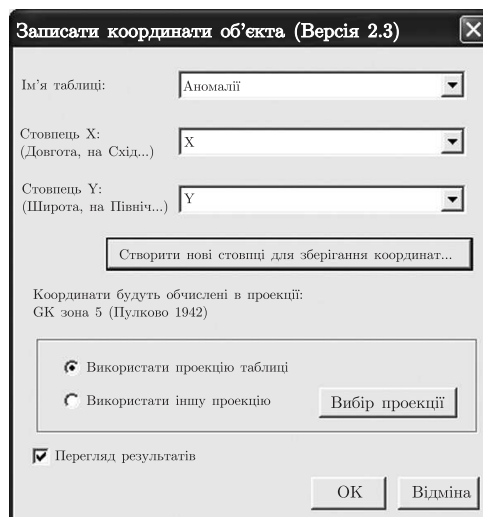 Записати координати об'єкта (Версія 2.3)
Ім'я таблиці:
Аномалії
Стовпець X:
(Довгота, на Схід...)
X
Стовпець Y:
(Широта, на Північ...)
Y
Створити нові стовпці для зберігання координат...
Координати будуть обчислені в проекції:
GK зона 5 (Пулково 1942)
Використати проекцію таблиці
Використати іншу проекцію
Вибір проекції
Перегляд результатів
OK
Відміна